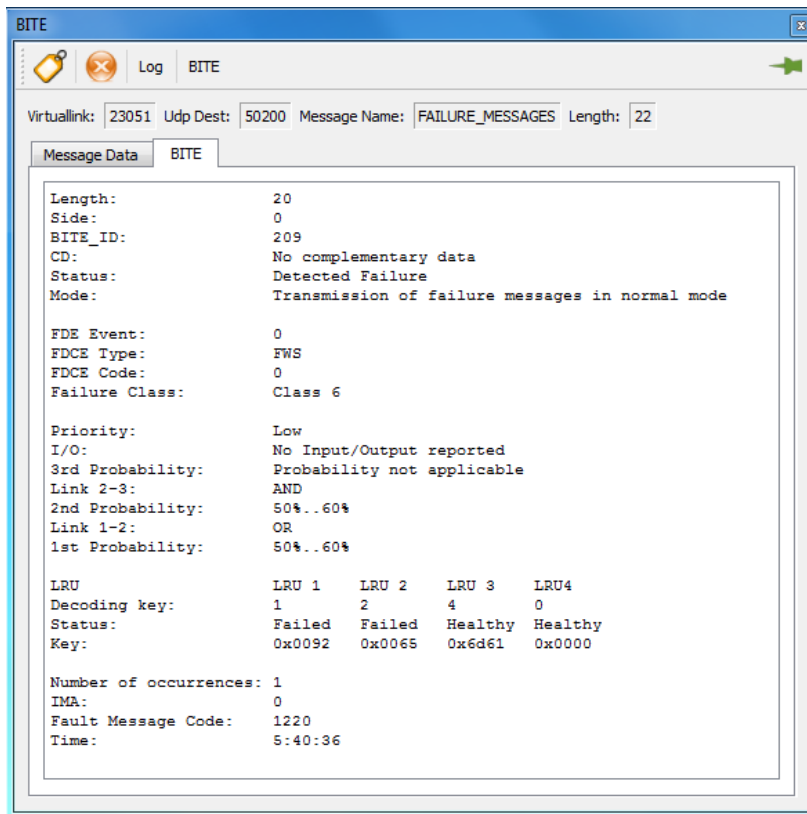 BITE
Log BITE
Virtuallink: 23051 Udp Dest: 50200 Message Name: FAILURE_MESSAGES Length: 22
Message Data BITE
Length: 20
Side: 0
BITE_ID: 209
CD: No complementary data
Status: Detected Failure
Mode: Transmission of failure messages in normal mode
FDE Event: 0
FDCE Type: FWS
FDCE Code: 0
Failure Class: Class 6
Priority: Low
I/O: No Input/Output reported
3rd Probability: Probability not applicable
Link 2-3: AND
2nd Probability: 50%..60%
Link 1-2: OR
1st Probability: 50%..60%
LRU LRU 1 LRU 2 LRU 3 LRU4
Decoding key: 1 2 4 0
Status: Failed Failed Healthy Healthy
Key: 0x0092 0x0065 0x6d61 0x0000
Number of occurrences: 1
IMA: 0
Fault Message Code: 1220
Time: 5:40:36